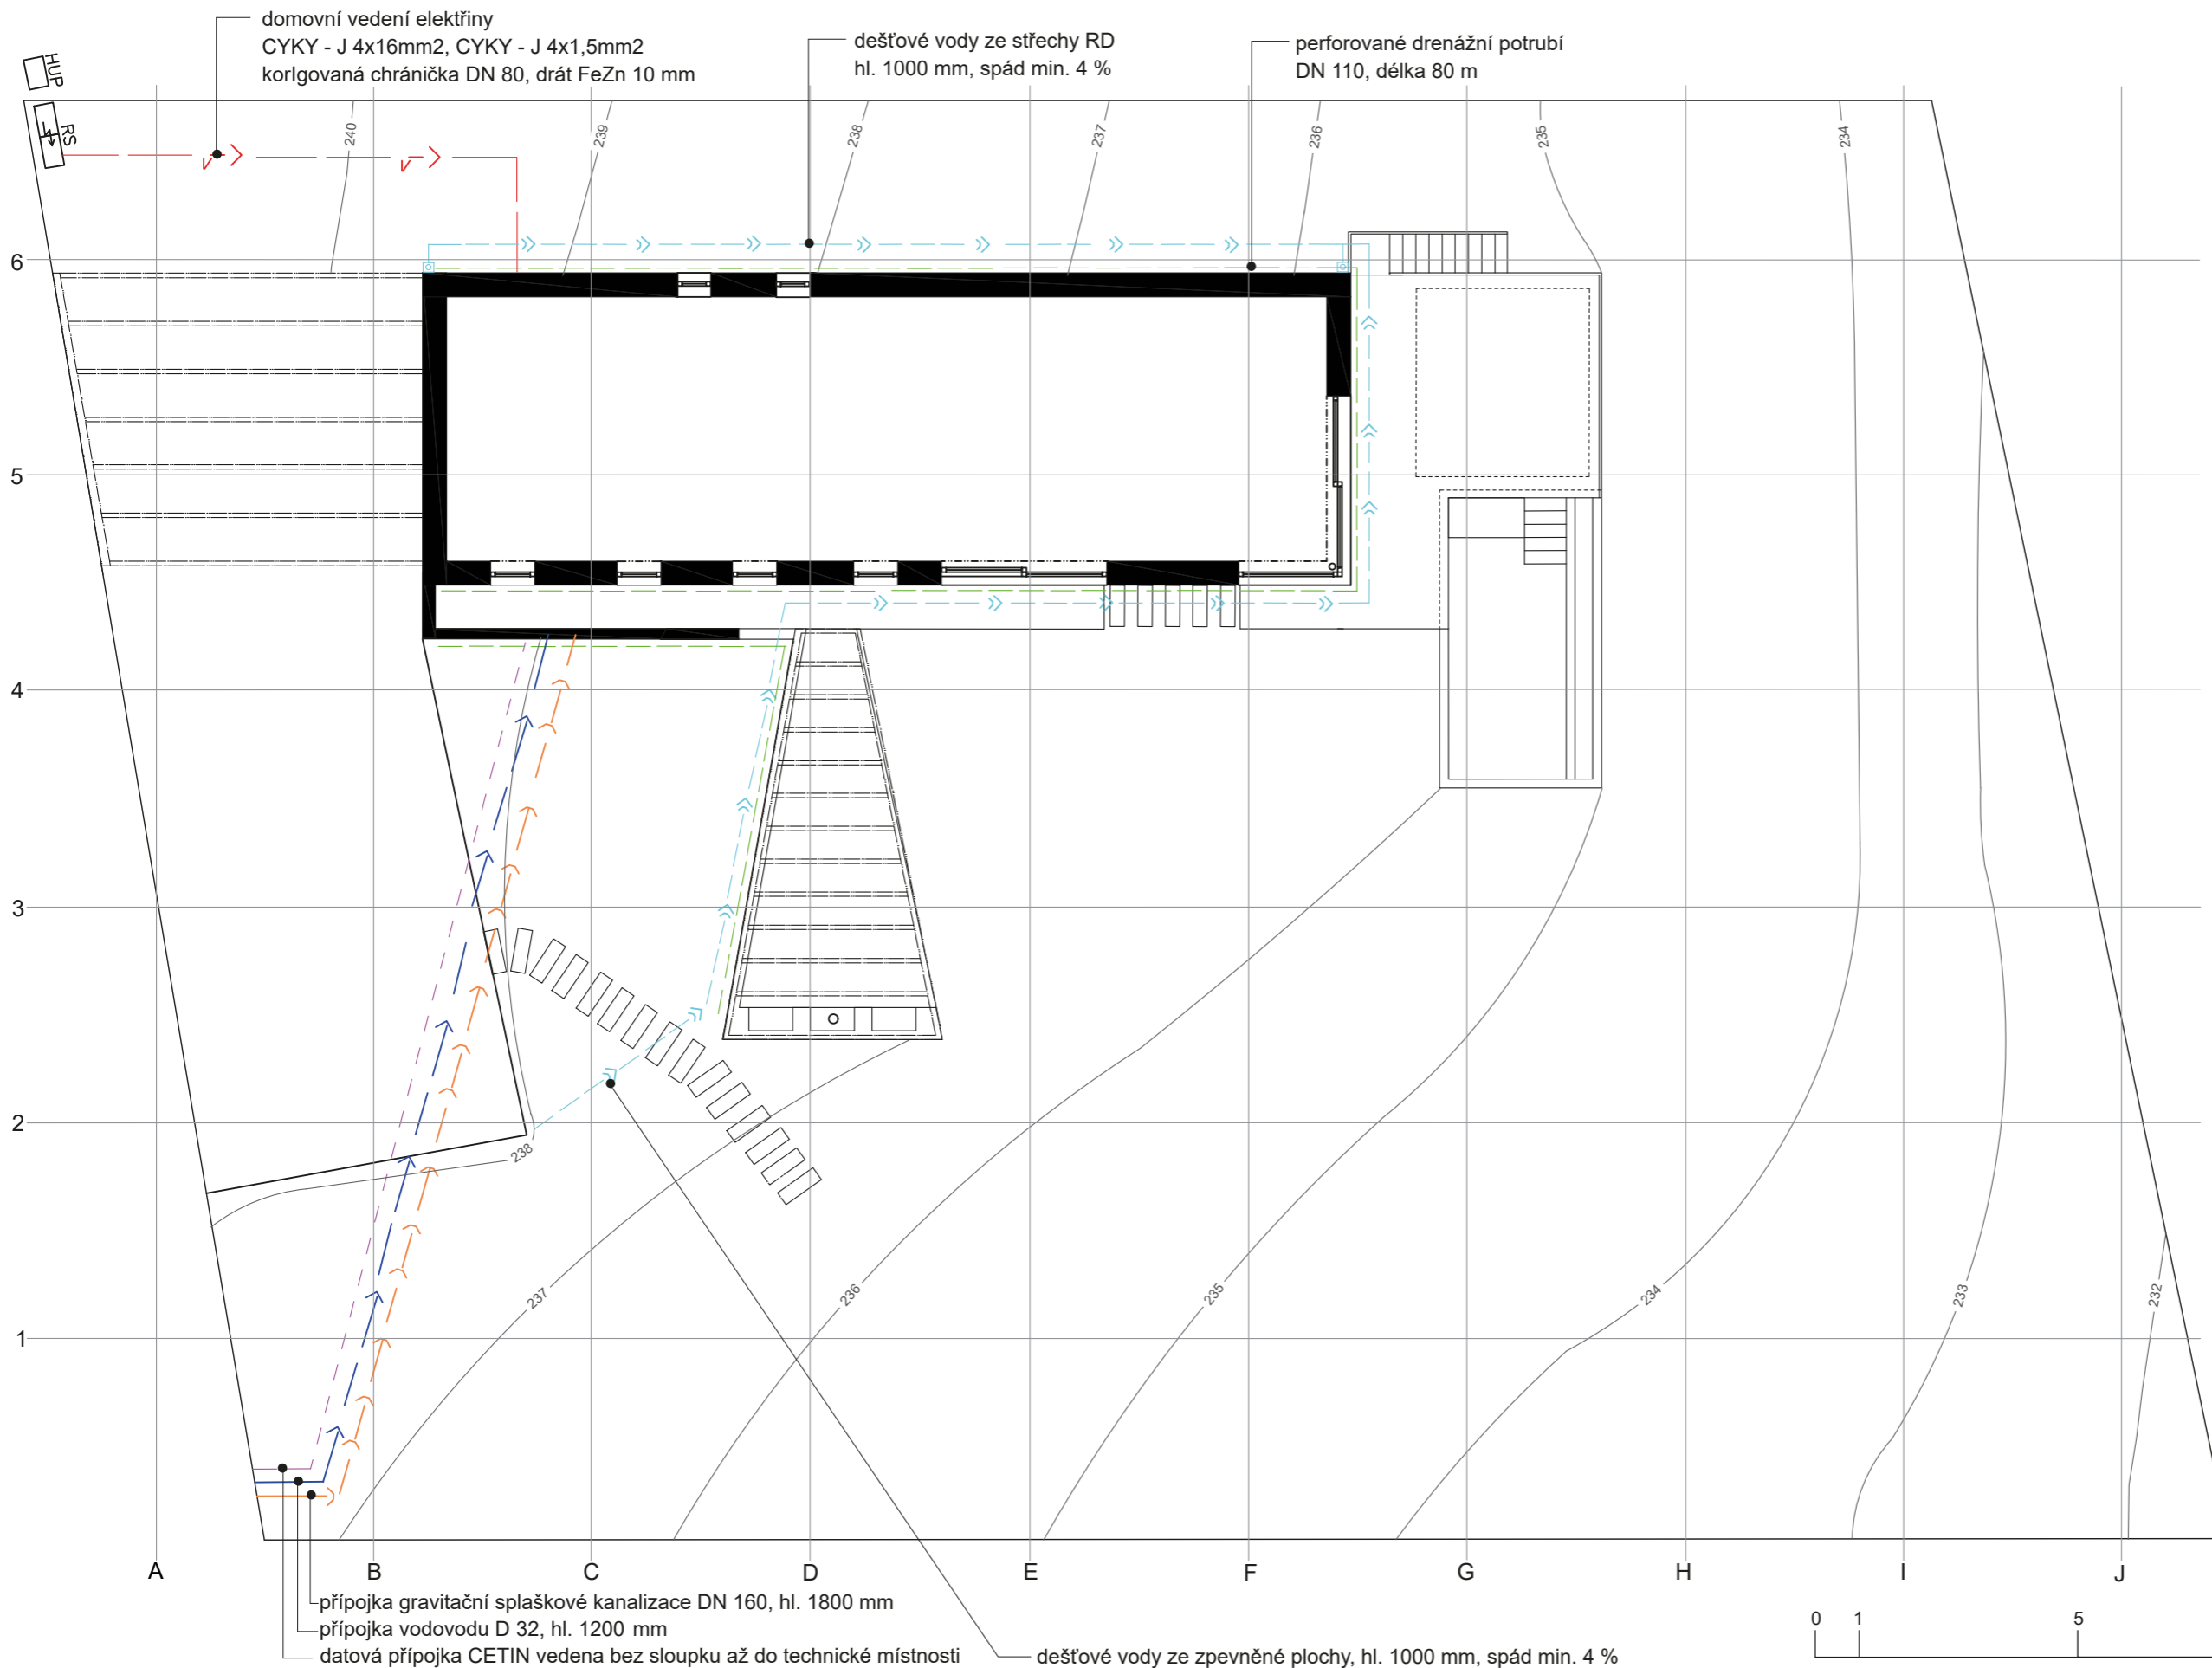 domovní vedení elektřiny
CYKY - J 4x16mm2, CYKY - J 4x1,5mm2
korlgovaná chránička DN 80, drát FeZn 10 mm
dešťové vody ze střechy RD
hl. 1000 mm, spád min. 4 %
perforované drenážní potrubí
DN 110, délka 80 m
HUP
RS
240
239
238
237
236
235
234
6
5
4
3
2
1
238
237
236
235
234
233
232
A B C D E F G H I J
přípojka gravitační splaškové kanalizace DN 160, hl. 1800 mm
přípojka vodovodu D 32, hl. 1200 mm
datová přípojka CETIN vedena bez sloupku až do technické místnosti
dešťové vody ze zpevněné plochy, hl. 1000 mm, spád min. 4 %
0 1 5